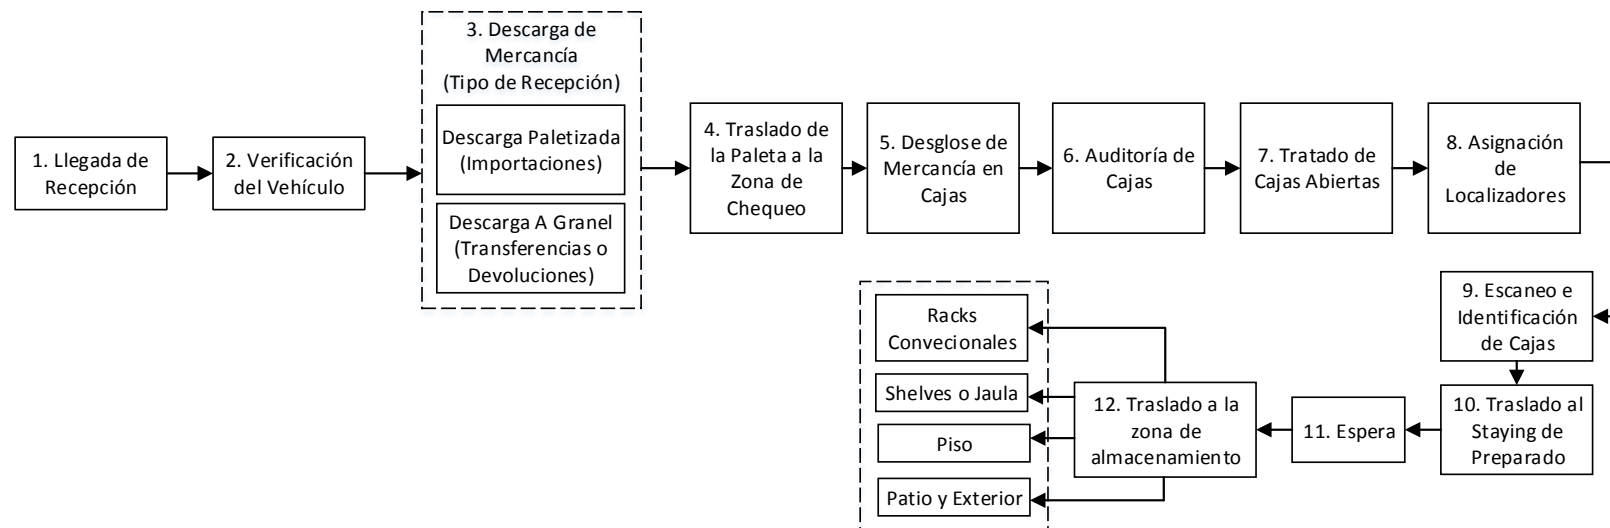 1. Llegada de
Recepción
2. Verificación
del Vehículo
3. Descarga de
Mercancía
(Tipo de Recepción)
Descarga Paletizada
(Importaciones)
Descarga A Granel
(Transferencias o
Devoluciones)
4. Traslado de
la Paleta a la
Zona de
Chequeo
5. Desglose de
Mercancía en
Cajas
6. Auditoría de
Cajas
7. Tratado de
Cajas Abiertas
8. Asignación
de
Localizadores
9. Escaneo e
Identificación
de Cajas
10. Traslado al
Staying de
Preparado
11. Espera
12. Traslado a la
zona de
almacenamiento
Racks
Convecionales
Shelves o Jaula
Piso
Patio y Exterior